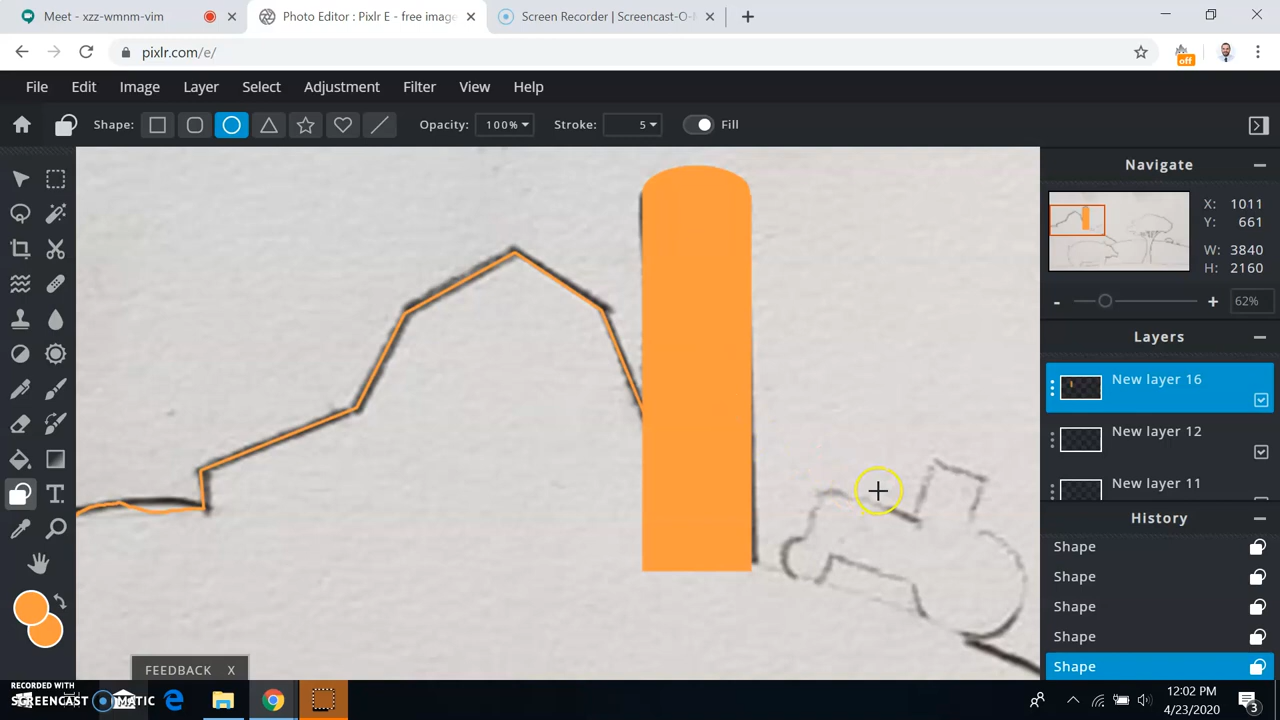 Meet - xzz-wmnm-vim
Photo Editor : Pixlr E - free image
Screen Recorder | Screencast-O-
pixlr.com/e/
off
File Edit Image Layer Select Adjustment Filter View Help
Shape: Opacity: 100% Stroke: 5 Fill
Navigate
X: 1011
Y: 661
W: 3840
H: 2160
62%
Layers
New layer 16
New layer 12
New layer 11
History
Shape
Shape
Shape
Shape
Shape
T
FEEDBACK X
RECORDED WITH
SCREENCAST MATIC
12:02 PM
4/23/2020
3